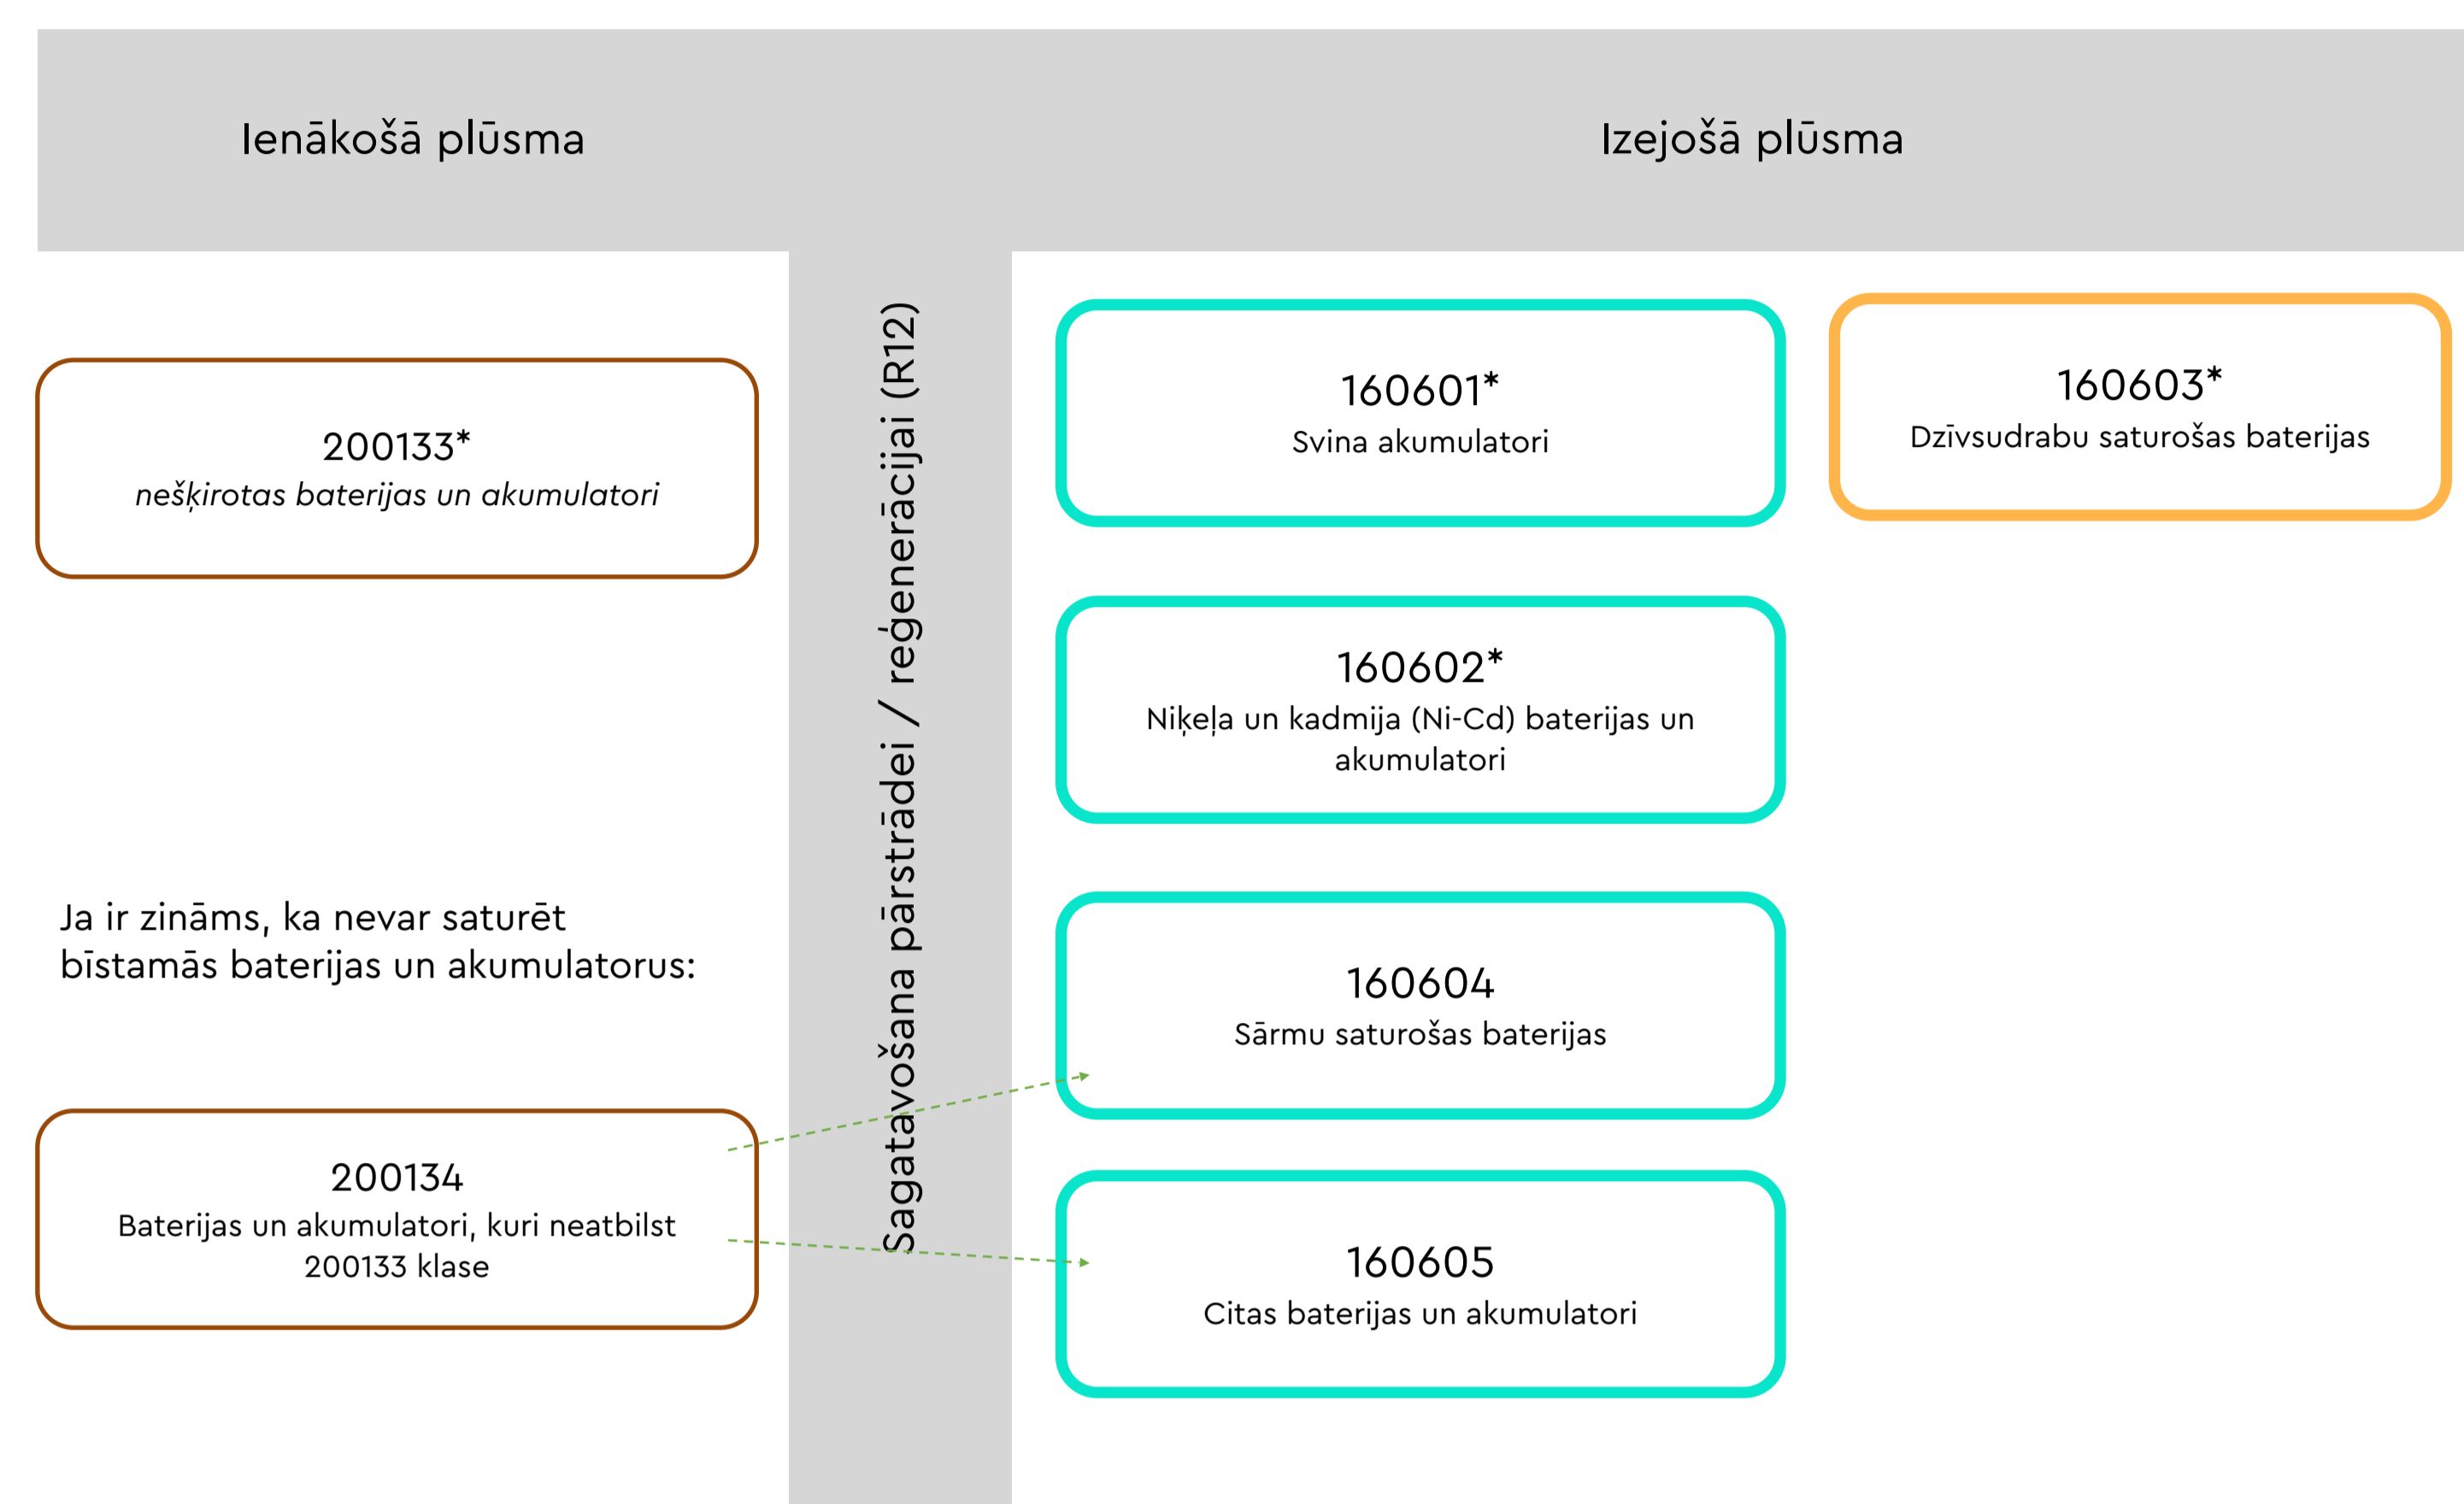 Ienākošā plūsma
Izejošā plūsma
200133*
nešķirotas baterijas un akumulatori
Ja ir zināms, ka nevar saturēt
bīstamās baterijas un akumulatorus:
200134
Baterijas un akumulatori, kuri neatbilst
200133 klase
Sagatavošana pārstrādei / reģenerācijai (R12)
160601*
Svina akumulatori
160603*
Dzīvsudrabu saturošas baterijas
160602*
Niķeļa un kadmija (Ni-Cd) baterijas un
akumulatori
160604
Sārmu saturošas baterijas
160605
Citas baterijas un akumulatori